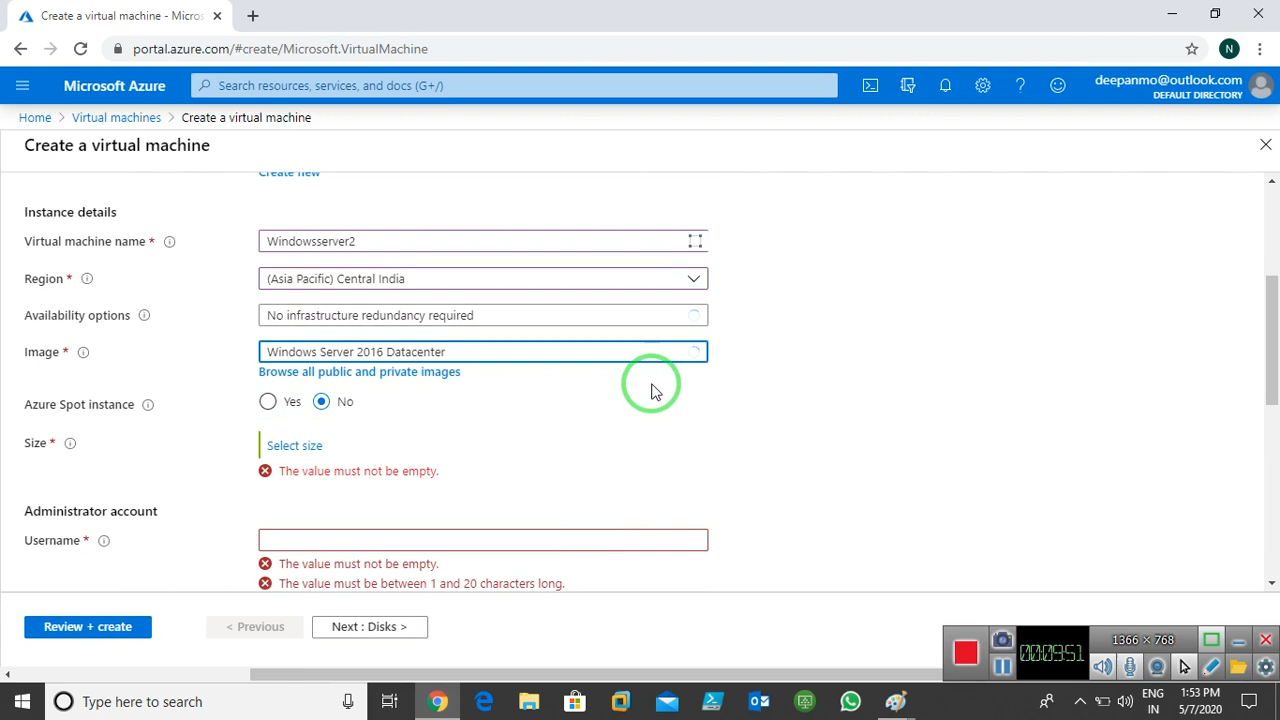 Create a virtual machine - Micros
portal.azure.com/#create/Microsoft.VirtualMachine
N
Microsoft Azure
Search resources, services, and docs (G+/)
deepanmo@outlook.com
DEFAULT DIRECTORY
Home > Virtual machines > Create a virtual machine
Create a virtual machine
Create new
Instance details
Virtual machine name *
Windowsserver2
Region *
(Asia Pacific) Central India
Availability options
No infrastructure redundancy required
Image *
Windows Server 2016 Datacenter
Browse all public and private images
Azure Spot instance
Yes
No
Size *
Select size
The value must not be empty.
Administrator account
Username *
The value must not be empty.
The value must be between 1 and 20 characters long.
Review + create
< Previous
Next : Disks >
1366 × 768
00:09:51
Type here to search
ENG
IN
1:53 PM
5/7/2020